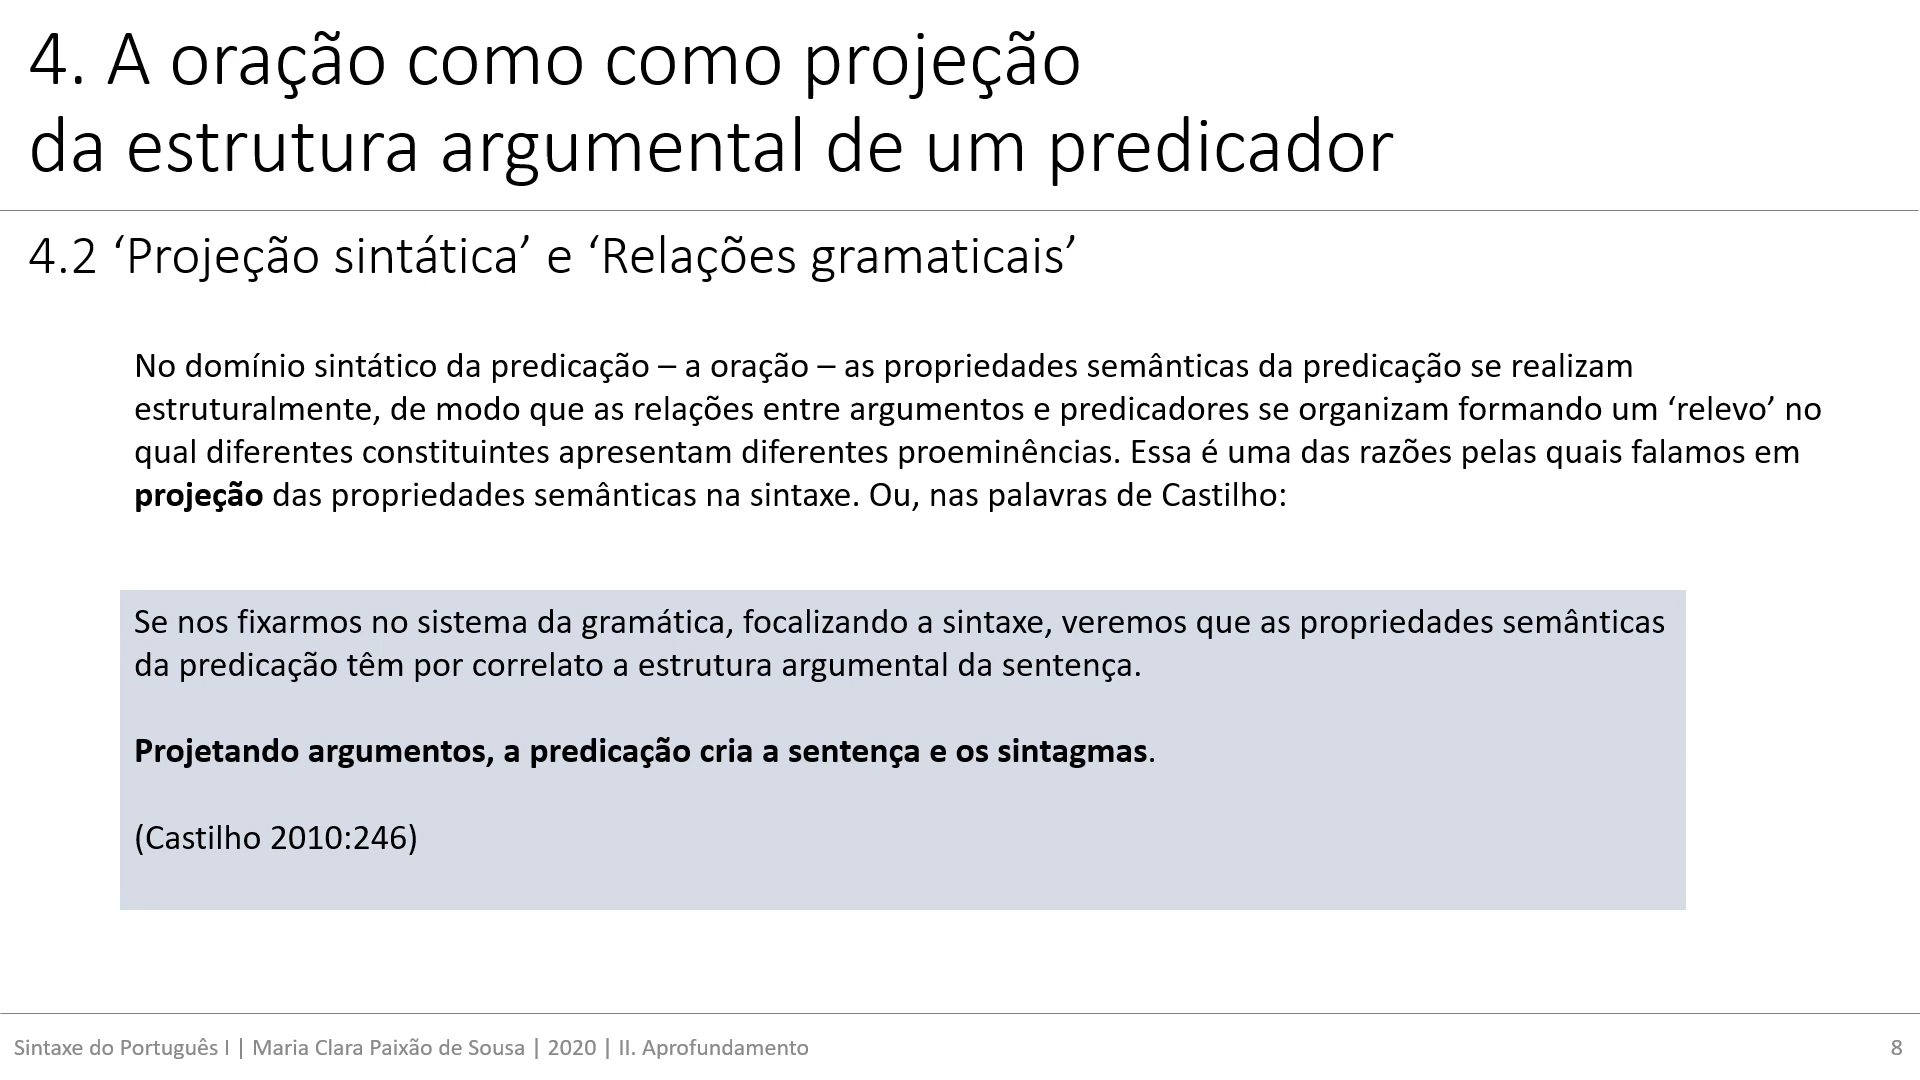 4. A oração como como projeção
da estrutura argumental de um predicador
4.2 ‘Projeção sintática’ e ‘Relações gramaticais’
No domínio sintático da predicação – a oração – as propriedades semânticas da predicação se realizam
estruturalmente, de modo que as relações entre argumentos e predicadores se organizam formando um ‘relevo’ no
qual diferentes constituintes apresentam diferentes proeminências. Essa é uma das razões pelas quais falamos em
projeção das propriedades semânticas na sintaxe. Ou, nas palavras de Castilho:
Se nos fixarmos no sistema da gramática, focalizando a sintaxe, veremos que as propriedades semânticas
da predicação têm por correlato a estrutura argumental da sentença.
Projetando argumentos, a predicação cria a sentença e os sintagmas.
(Castilho 2010:246)
Sintaxe do Português I | Maria Clara Paixão de Sousa | 2020 | II. Aprofundamento
8